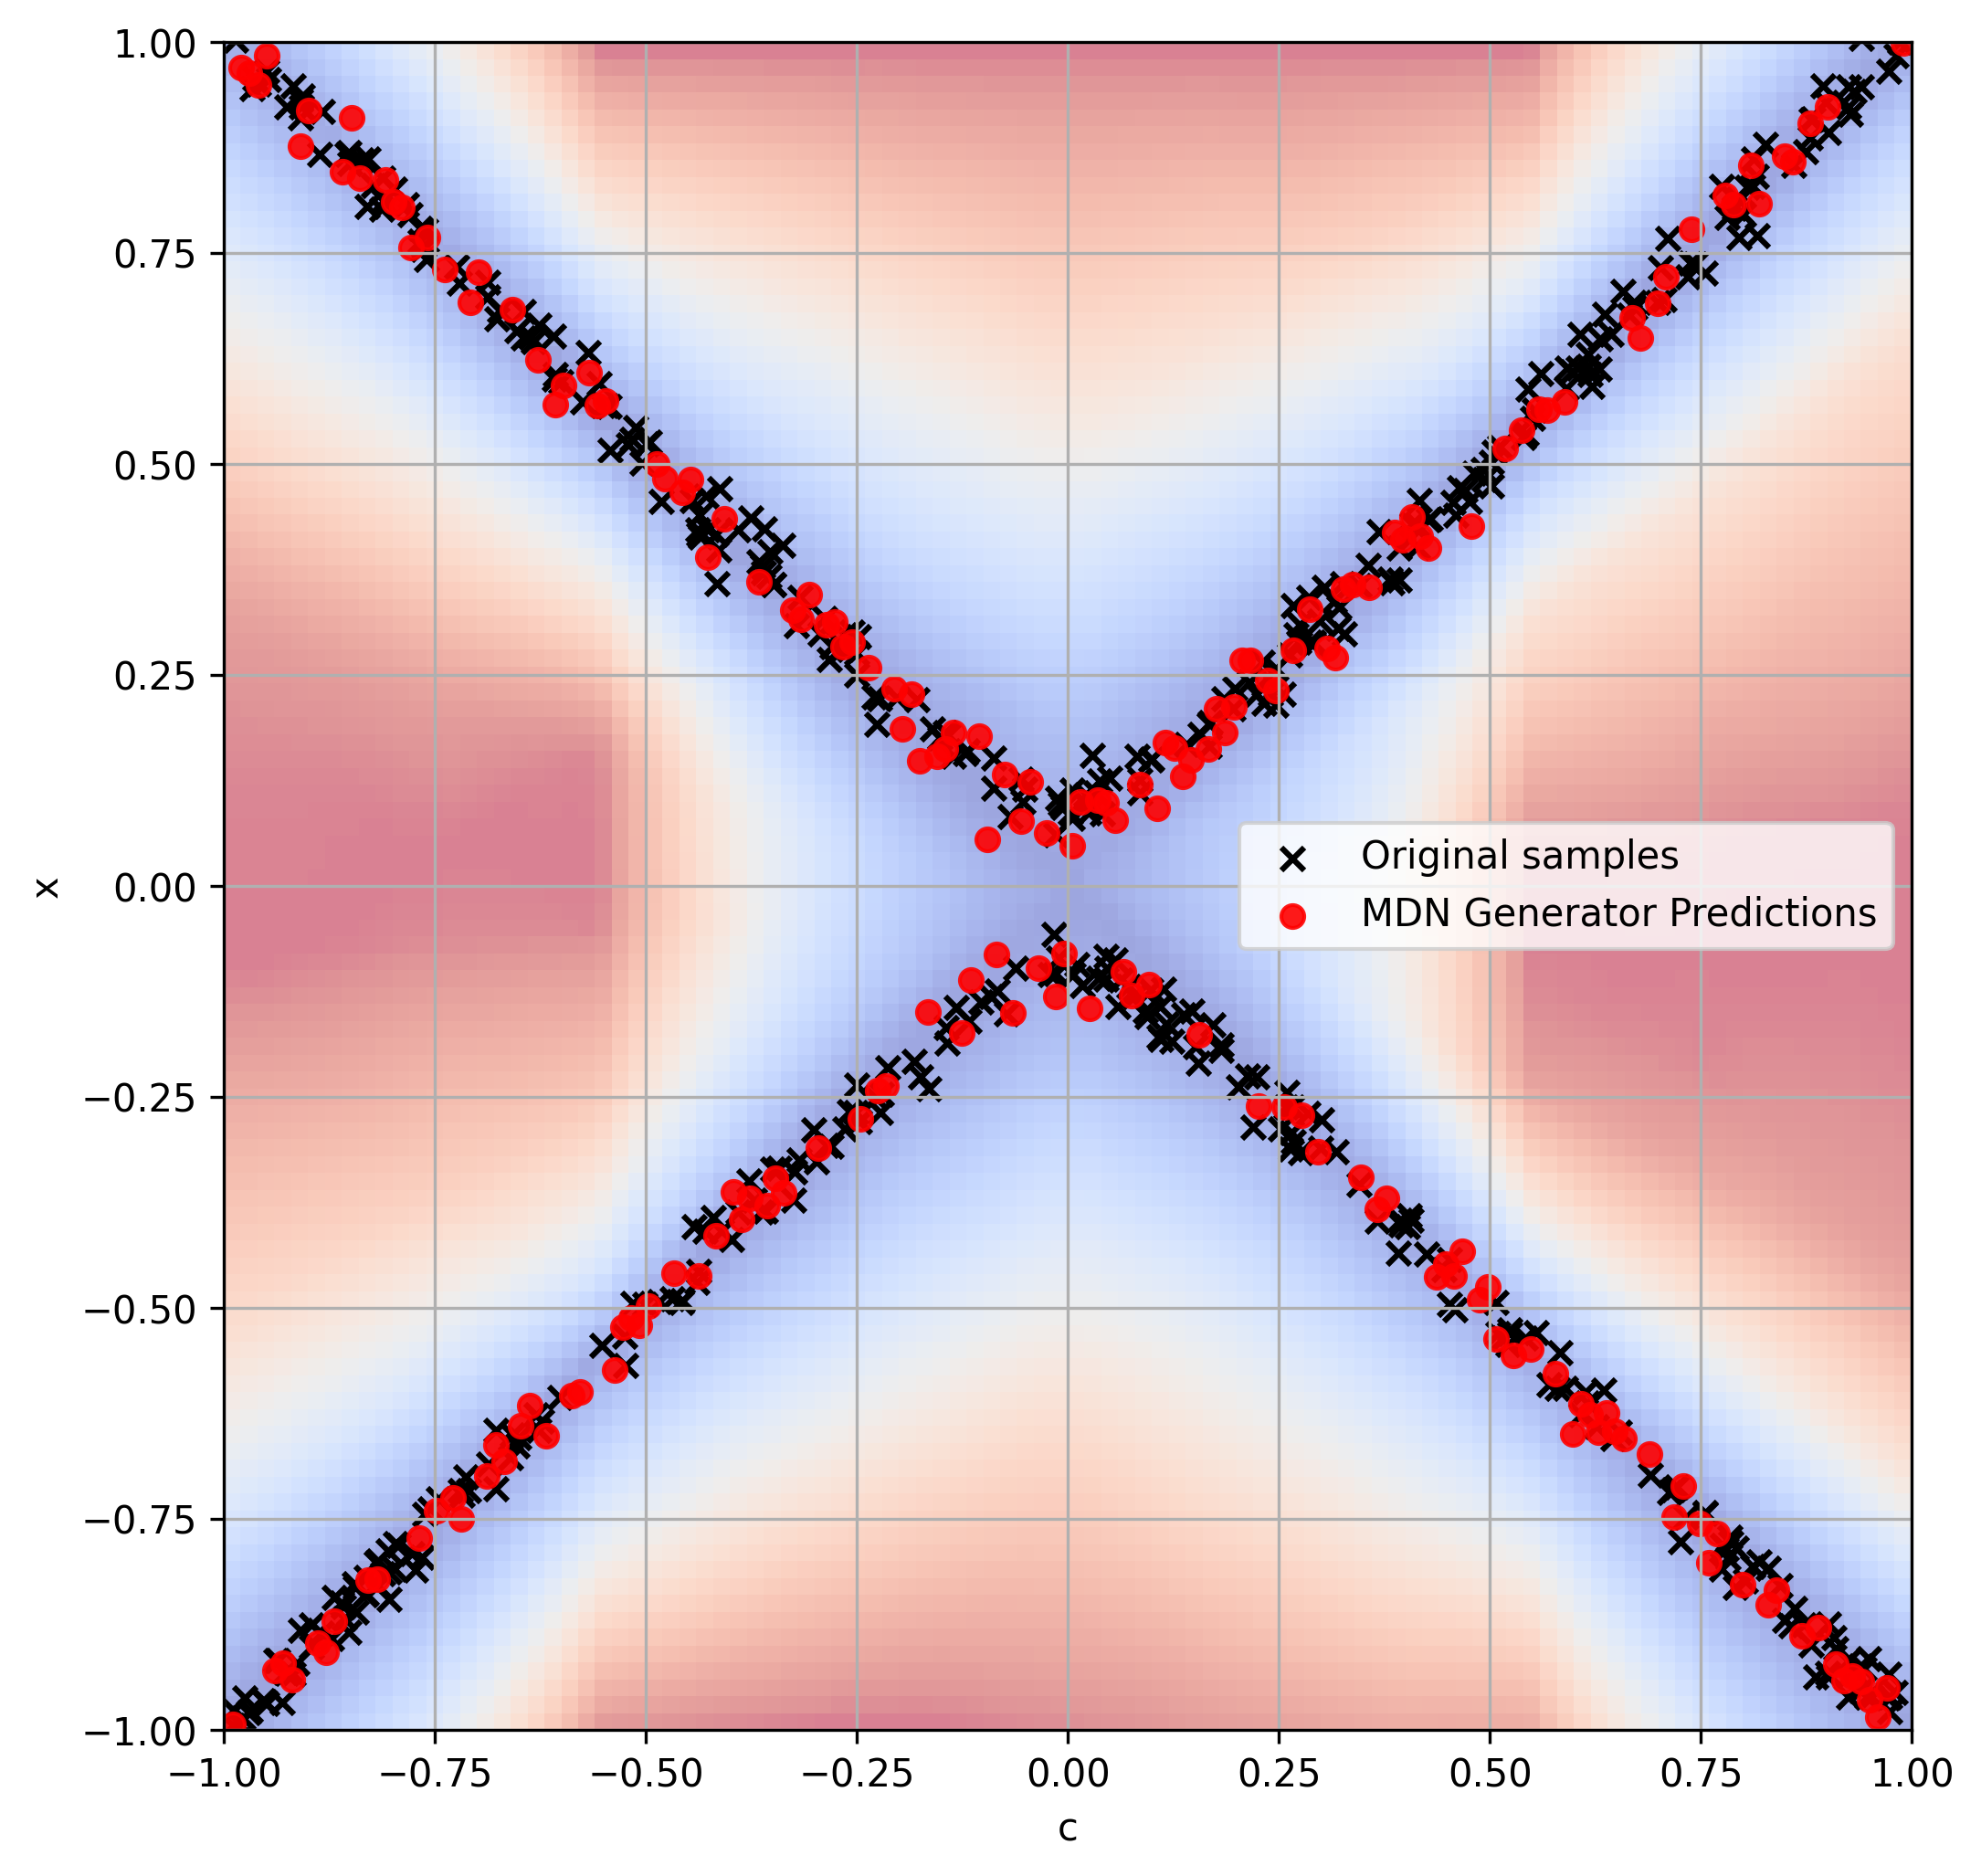 1.00
0.75
0.50
0.25
0.00
−0.25
−0.50
−0.75
−1.00
x
Original samples
MDN Generator Predictions
−1.00 −0.75 −0.50 −0.25 0.00 0.25 0.50 0.75 1.00
c